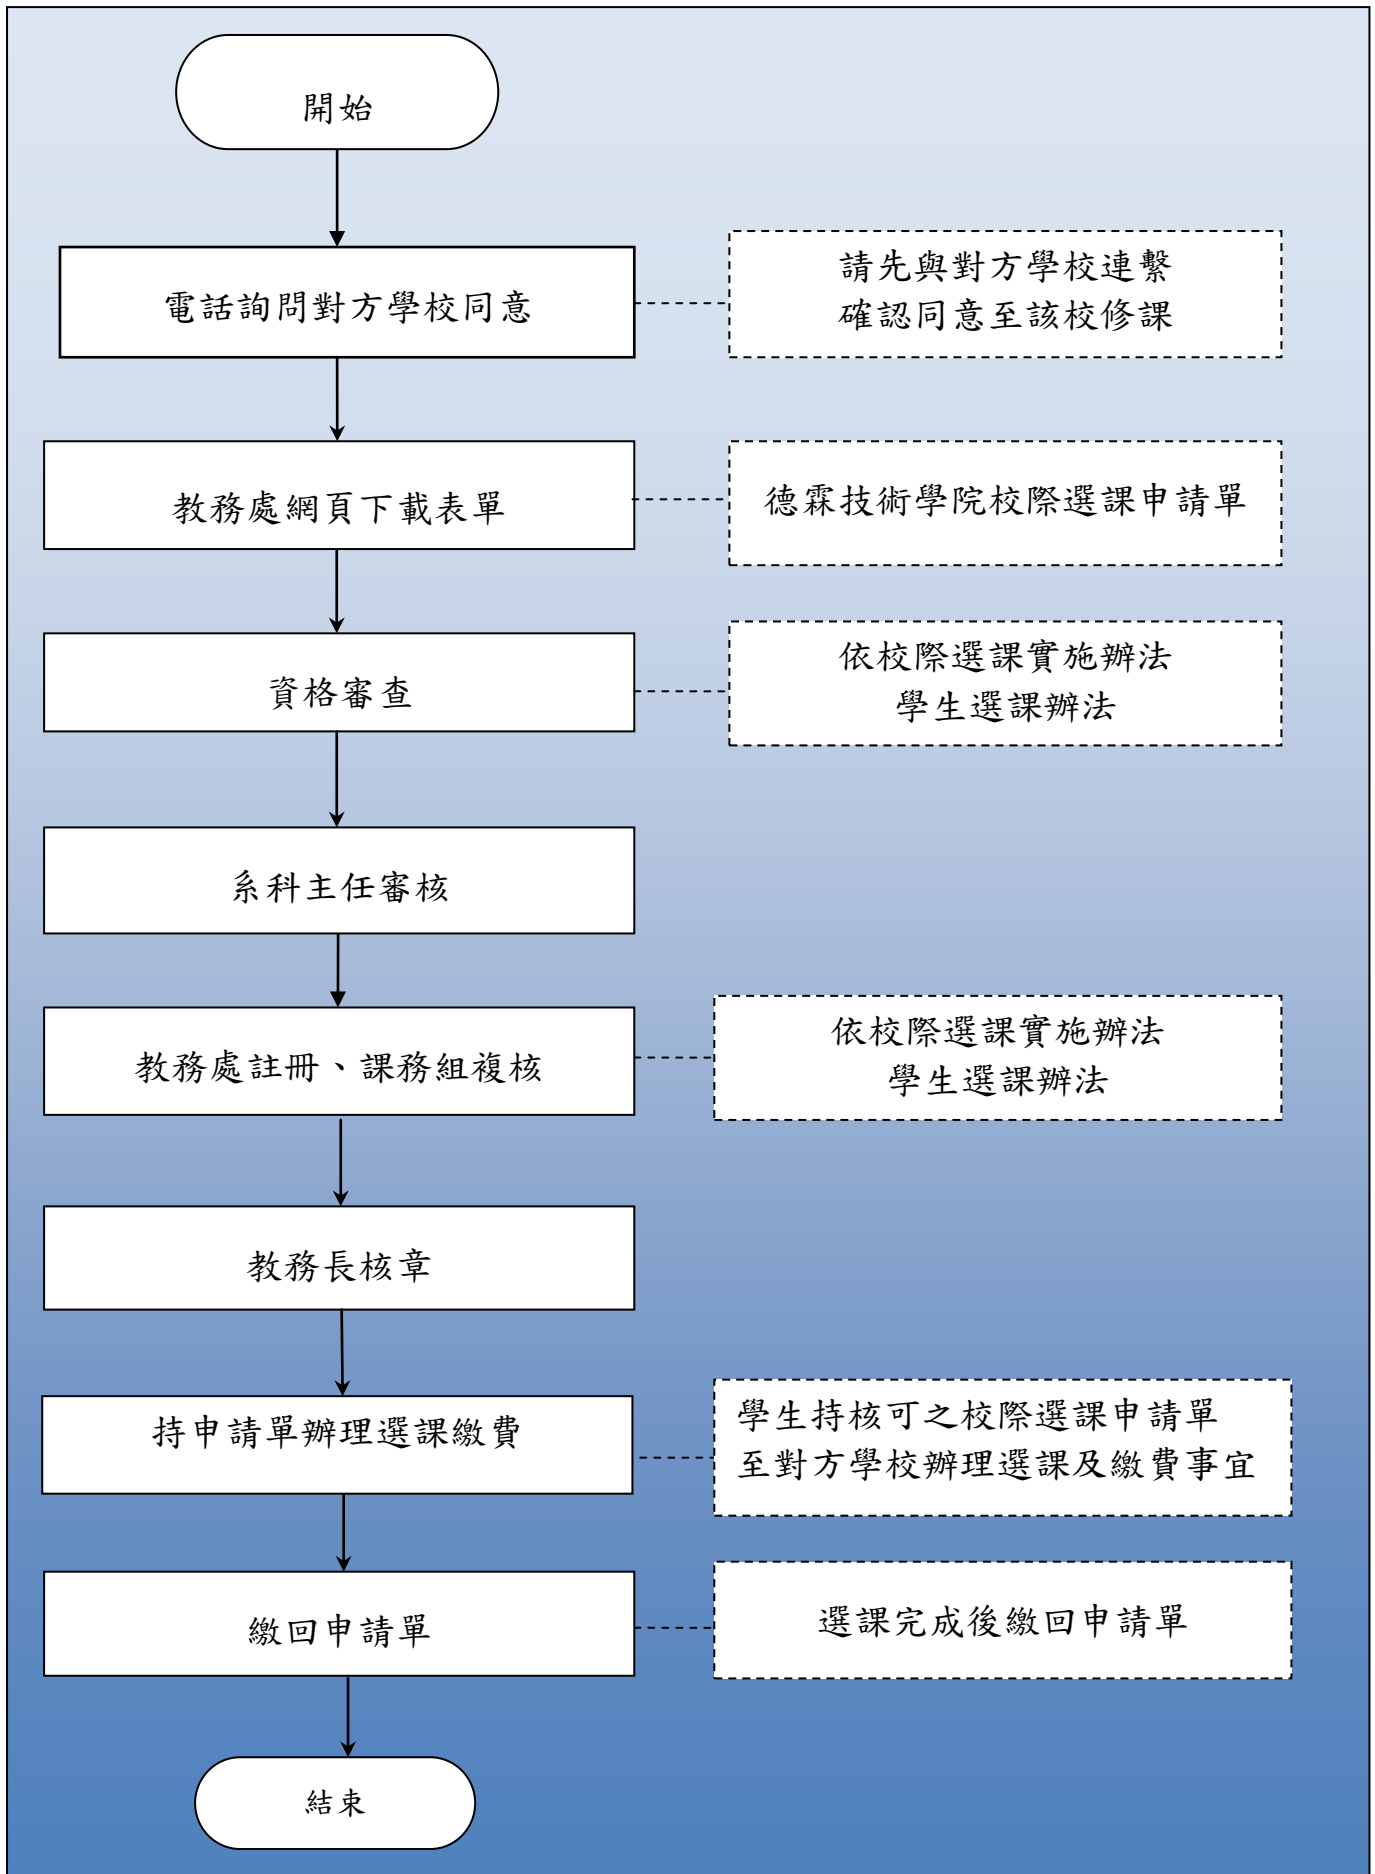 開始
電話詢問對方學校同意
請先與對方學校連繫
確認同意至該校修課
教務處網頁下載表單
德霖技術學院校際選課申請單
資格審查
依校際選課實施辦法
學生選課辦法
系科主任審核
教務處註冊、課務組複核
依校際選課實施辦法
學生選課辦法
教務長核章
持申請單辦理選課繳費
學生持核可之校際選課申請單
至對方學校辦理選課及繳費事宜
繳回申請單
選課完成後繳回申請單
結束